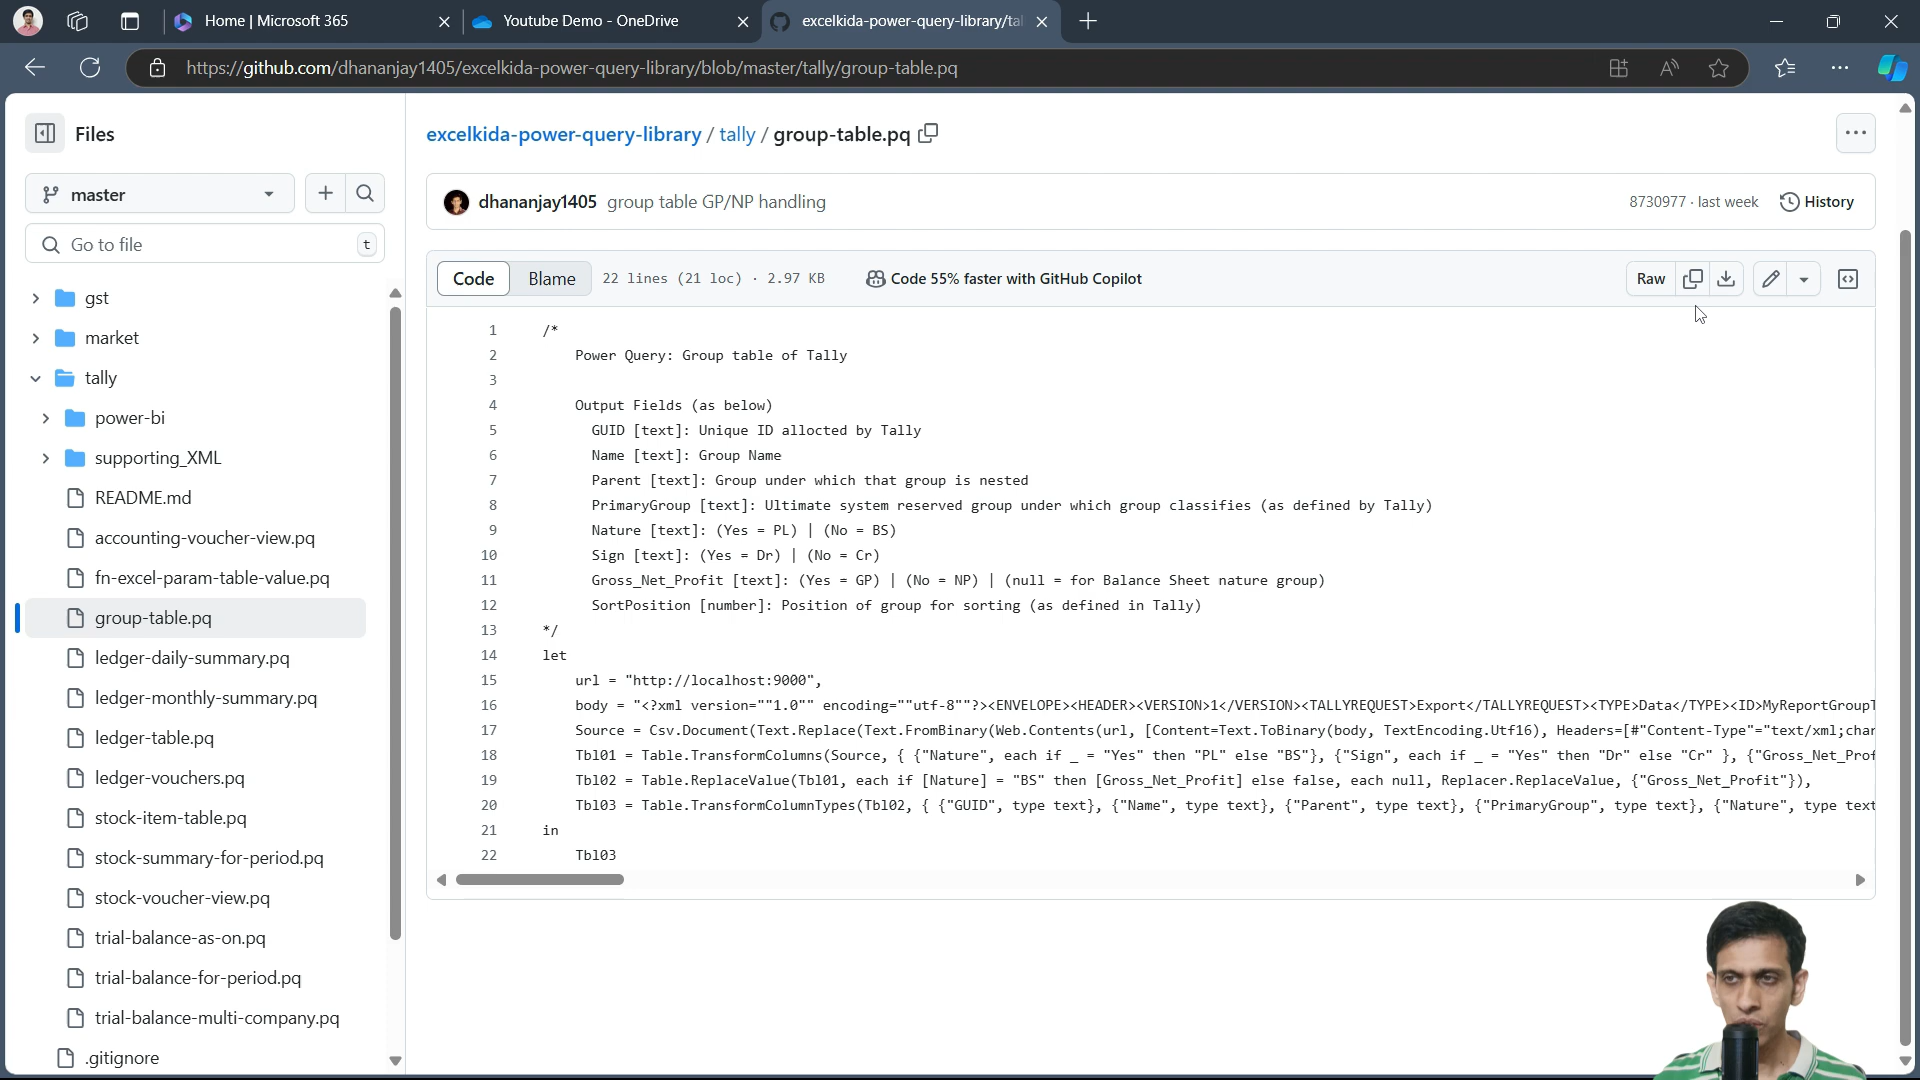 Home | Microsoft 365
Youtube Demo - OneDrive
excelkida-power-query-library/tal
https://github.com/dhananjay1405/excelkida-power-query-library/blob/master/tally/group-table.pq
Files
master
Go to file
t
gst
market
tally
power-bi
supporting_XML
README.md
accounting-voucher-view.pq
fn-excel-param-table-value.pq
group-table.pq
ledger-daily-summary.pq
ledger-monthly-summary.pq
ledger-table.pq
ledger-vouchers.pq
stock-item-table.pq
stock-summary-for-period.pq
stock-voucher-view.pq
trial-balance-as-on.pq
trial-balance-for-period.pq
trial-balance-multi-company.pq
.gitignore
excelkida-power-query-library / tally / group-table.pq
dhananjay1405 group table GP/NP handling
8730977 · last week History
Code Blame 22 lines (21 loc) · 2.97 KB Code 55% faster with GitHub Copilot Raw
1 /*
2 Power Query: Group table of Tally
3
4 Output Fields (as below)
5 GUID [text]: Unique ID allocted by Tally
6 Name [text]: Group Name
7 Parent [text]: Group under which that group is nested
8 PrimaryGroup [text]: Ultimate system reserved group under which group classifies (as defined by Tally)
9 Nature [text]: (Yes = PL) | (No = BS)
10 Sign [text]: (Yes = Dr) | (No = Cr)
11 Gross_Net_Profit [text]: (Yes = GP) | (No = NP) | (null = for Balance Sheet nature group)
12 SortPosition [number]: Position of group for sorting (as defined in Tally)
13 */
14 let
15 url = "http://localhost:9000",
16 body = "<?xml version=""1.0"" encoding=""utf-8""?><ENVELOPE><HEADER><VERSION>1</VERSION><TALLYREQUEST>Export</TALLYREQUEST><TYPE>Data</TYPE><ID>MyReportGroupT
17 Source = Csv.Document(Text.Replace(Text.FromBinary(Web.Contents(url, [Content=Text.ToBinary(body, TextEncoding.Utf16), Headers=[#"Content-Type"="text/xml;char
18 Tbl01 = Table.TransformColumns(Source, { {"Nature", each if _ = "Yes" then "PL" else "BS"}, {"Sign", each if _ = "Yes" then "Dr" else "Cr" }, {"Gross_Net_Prof
19 Tbl02 = Table.ReplaceValue(Tbl01, each if [Nature] = "BS" then [Gross_Net_Profit] else false, each null, Replacer.ReplaceValue, {"Gross_Net_Profit"}),
20 Tbl03 = Table.TransformColumnTypes(Tbl02, { {"GUID", type text}, {"Name", type text}, {"Parent", type text}, {"PrimaryGroup", type text}, {"Nature", type text
21 in
22 Tbl03